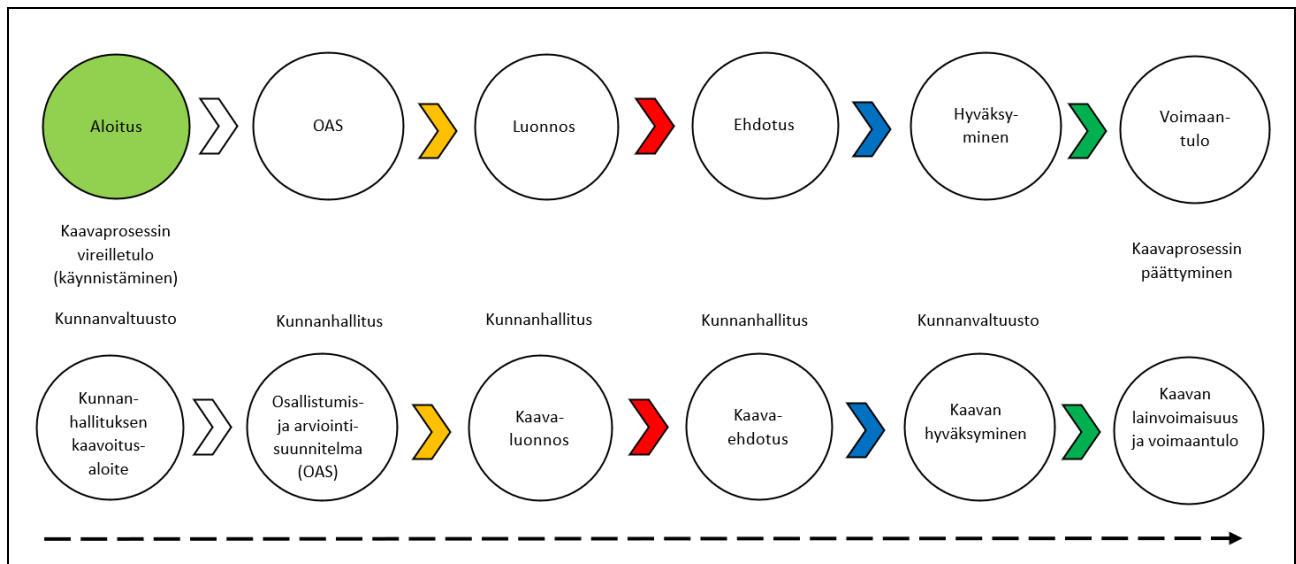 Aloitus
OAS
Luonnos
Ehdotus
Hyväksy-
minen
Voimaan-
tulo
Kaavaprosessin
vireilletulo
(käynnistäminen)
Kaavaprosessin
päättyminen
Kunnanvaltuusto
Kunnanhallitus
Kunnanhallitus
Kunnanhallitus
Kunnanvaltuusto
Kunnan-
hallituksen
kaavoitus-
aloite
Osallistumis-
ja arviointi-
suunnitelma
(OAS)
Kaava-
luonnos
Kaava-
ehdotus
Kaavan
hyväksyminen
Kaavan
lainvoimaisuus
ja voimaantulo